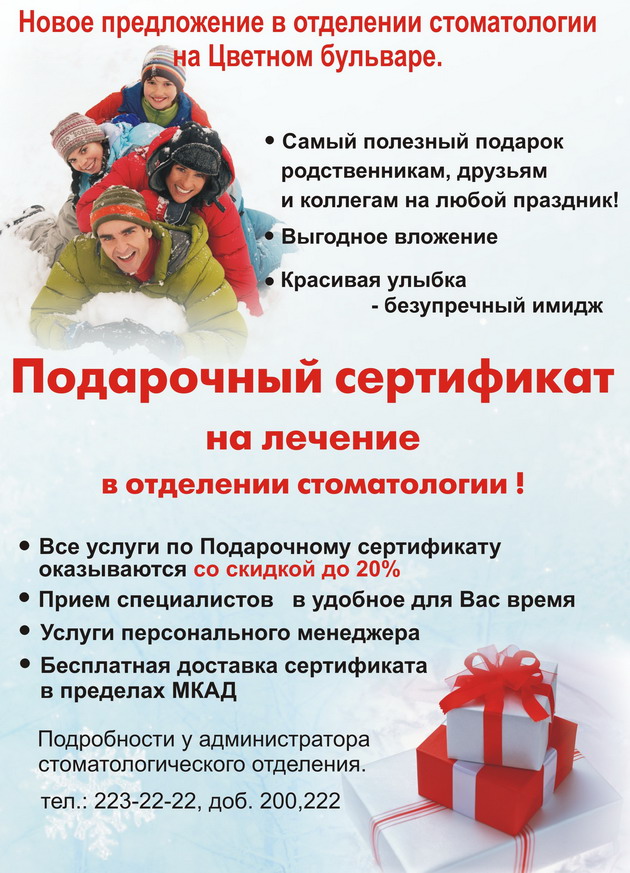 Новое предложение в отделении стоматологии
на Цветном бульваре.
• Самый полезный подарок
родственникам, друзьям
и коллегам на любой праздник!
• Выгодное вложение
• Красивая улыбка
- безупречный имидж
Подарочный сертификат
на лечение
в отделении стоматологии !
• Все услуги по Подарочному сертификату
оказываются со скидкой до 20%
• Прием специалистов в удобное для Вас время
• Услуги персонального менеджера
• Бесплатная доставка сертификата
в пределах МКАД
Подробности у администратора
стоматологического отделения.
тел.: 223-22-22, доб. 200,222